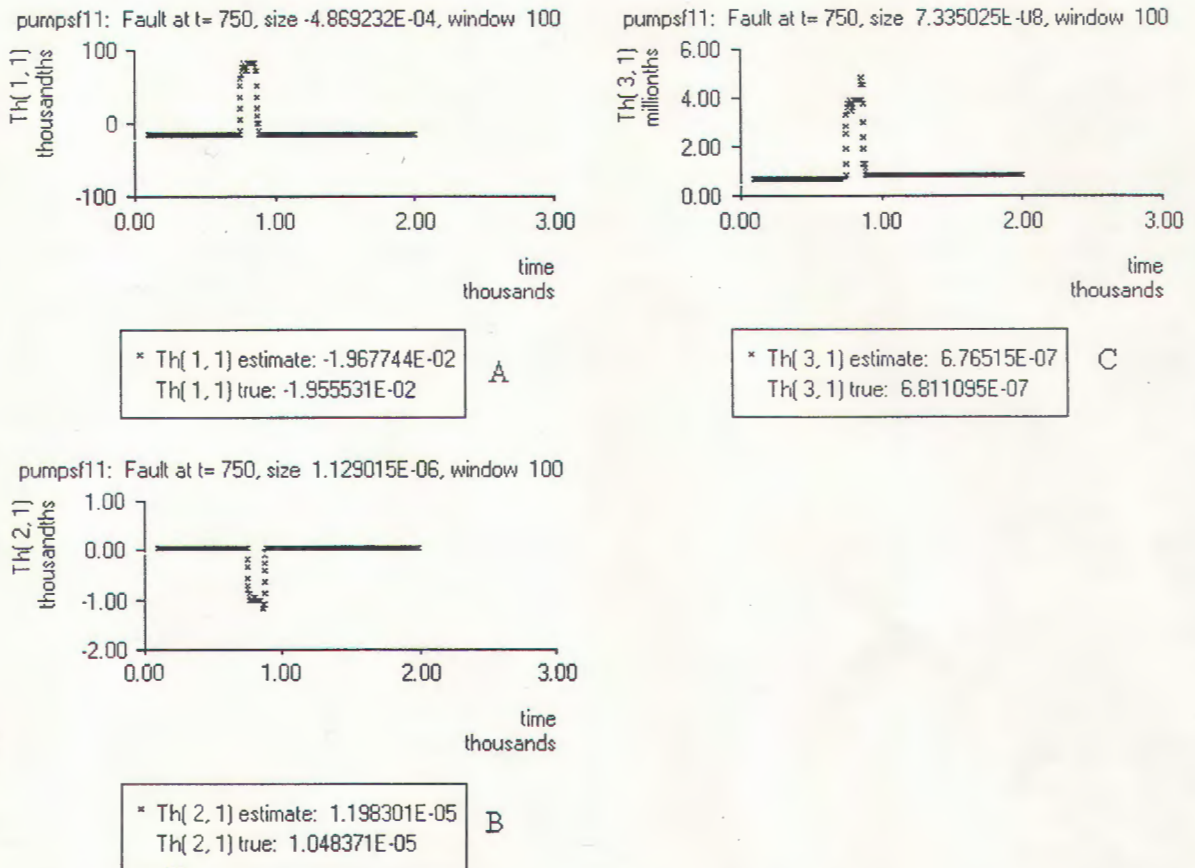 pumpsf11: Fault at t= 750, size -4.869232E-04, window 100
Th( 1, 1)
thousandths
100
0
-100
0.00 1.00 2.00 3.00
time
thousands
× Th( 1, 1) estimate: -1.967744E-02
Th( 1, 1) true: -1.955531E-02
A
pumpsf11: Fault at t= 750, size 7.335025E-08, window 100
Th( 3, 1)
millionths
6.00
4.00
2.00
0.00
0.00 1.00 2.00 3.00
time
thousands
× Th( 3, 1) estimate: 6.76515E-07
Th( 3, 1) true: 6.811095E-07
C
pumpsf11: Fault at t= 750, size 1.129015E-06, window 100
Th( 2, 1)
thousandths
1.00
0.00
-1.00
-2.00
0.00 1.00 2.00 3.00
time
thousands
× Th( 2, 1) estimate: 1.198301E-05
Th( 2, 1) true: 1.048371E-05
B